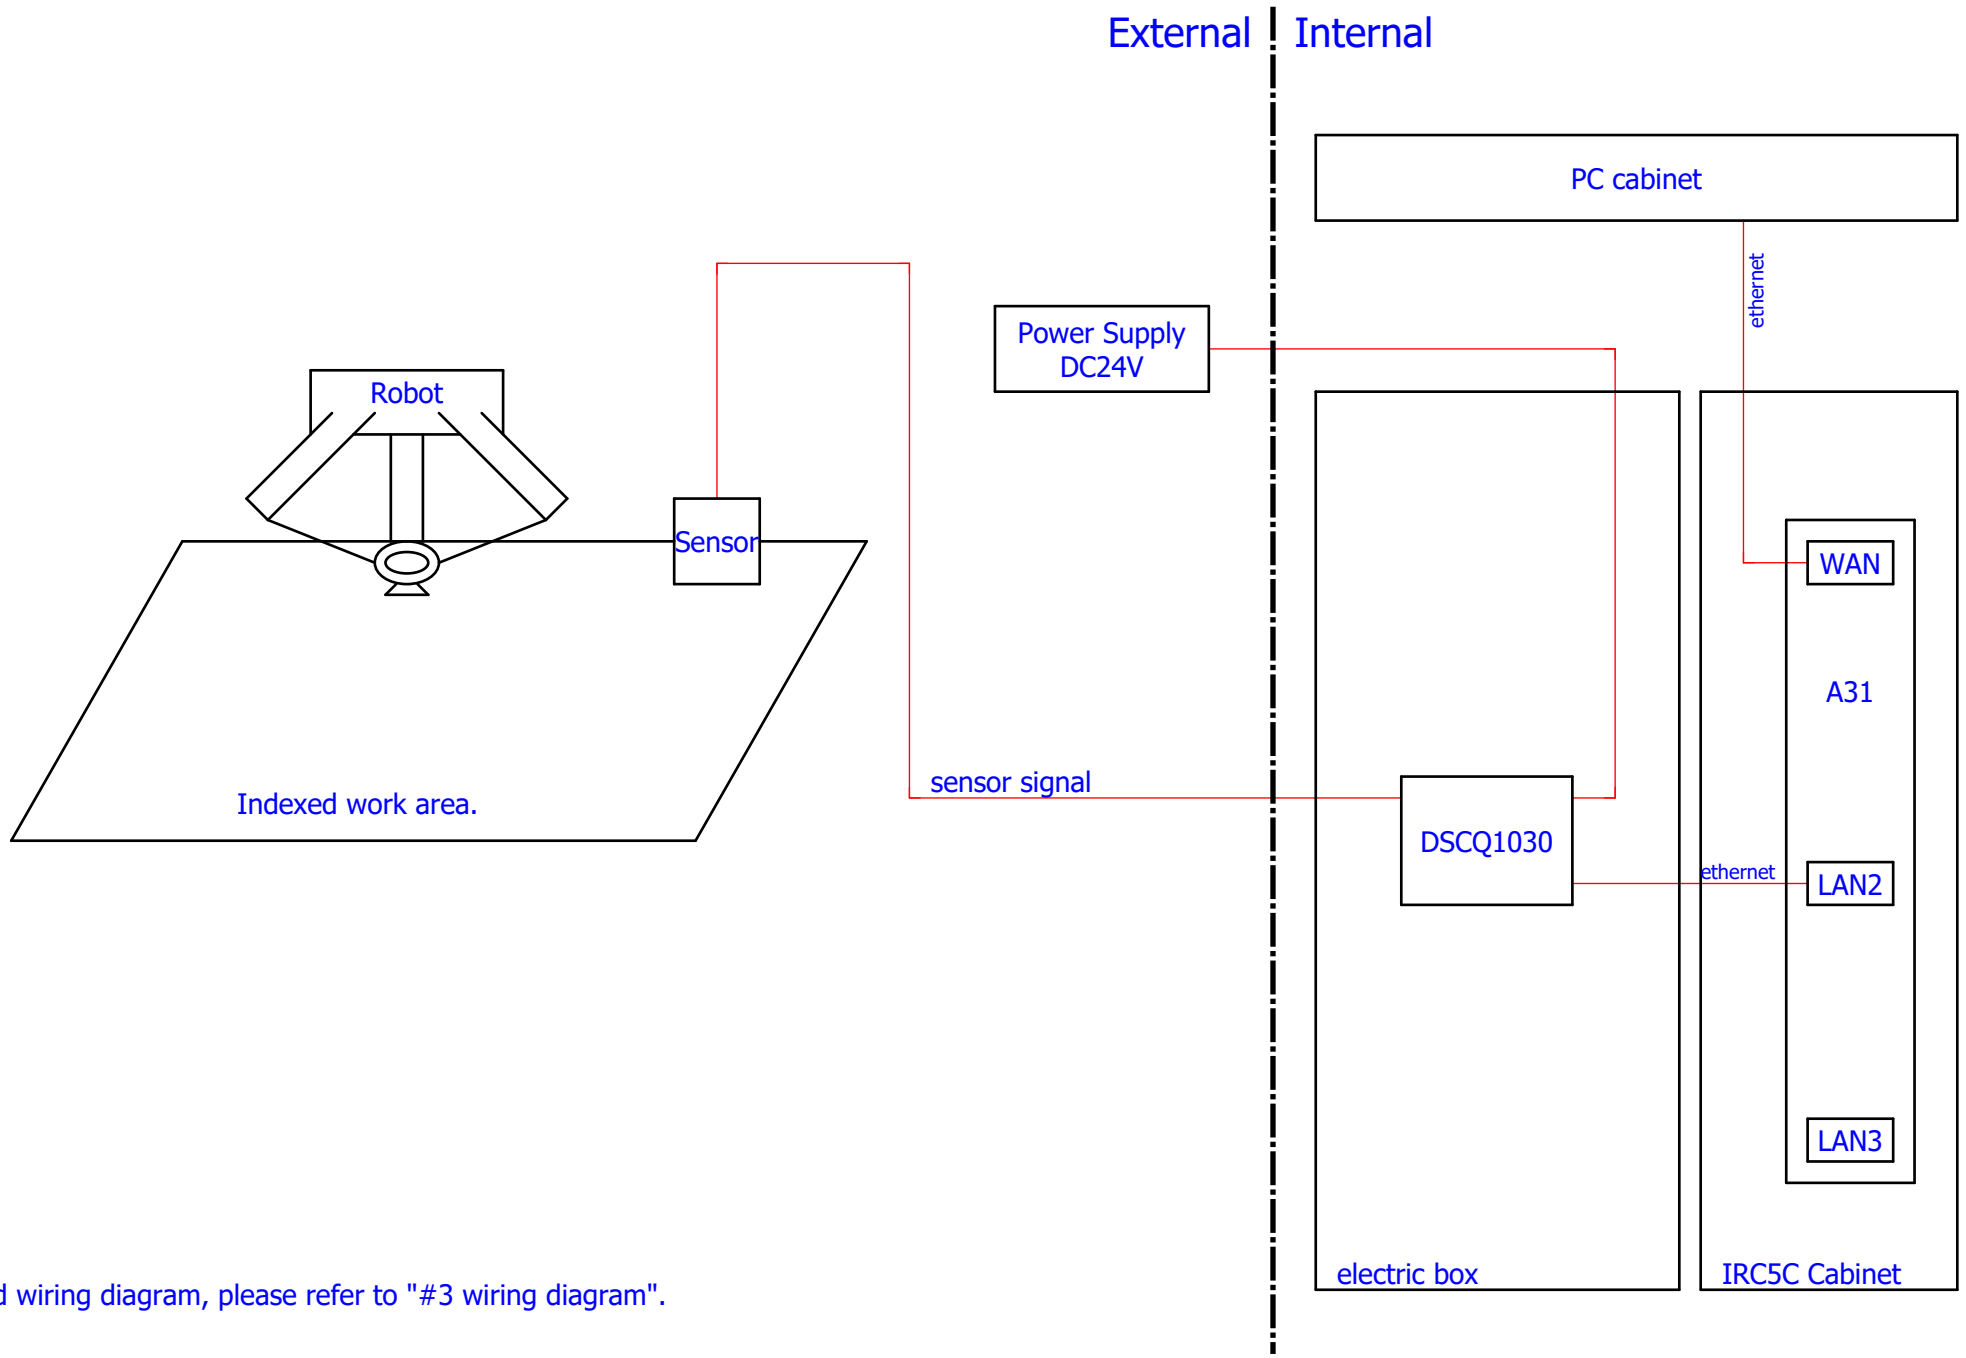 External
Internal
PC cabinet
ethernet
Power Supply
DC24V
Robot
Sensor
WAN
A31
sensor signal
Indexed work area.
DSCQ1030
ethernet
LAN2
LAN3
electric box
IRC5C Cabinet
wiring diagram, please refer to "#3 wiring diagram".